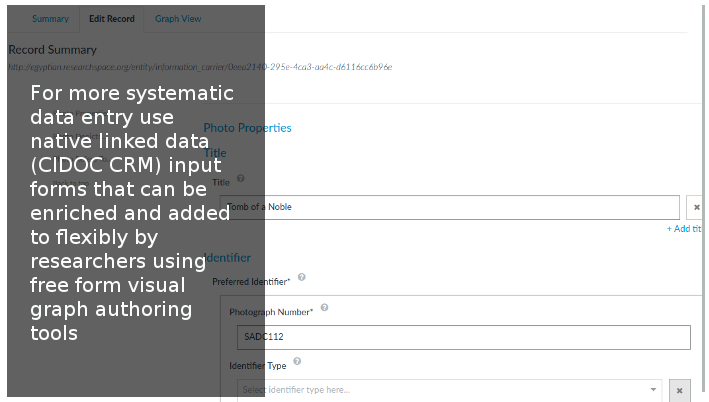 Summary Edit Record Graph View
Record Summary
http://egyptian.researchspace.org/entity/information_carrier/0eea2140-295e-4ca3-aa4c-d6116cc6b96e
For more systematic
data entry use
native linked data
(CIDOC CRM) input
forms that can be
enriched and added
to flexibly by
researchers using
free form visual
graph authoring
tools
Photo Properties
Title
Title
Tomb of a Noble
+ Add tit
Identifier
Preferred Identifier*
Photograph Number*
SADC112
Identifier Type
Select identifier type here...